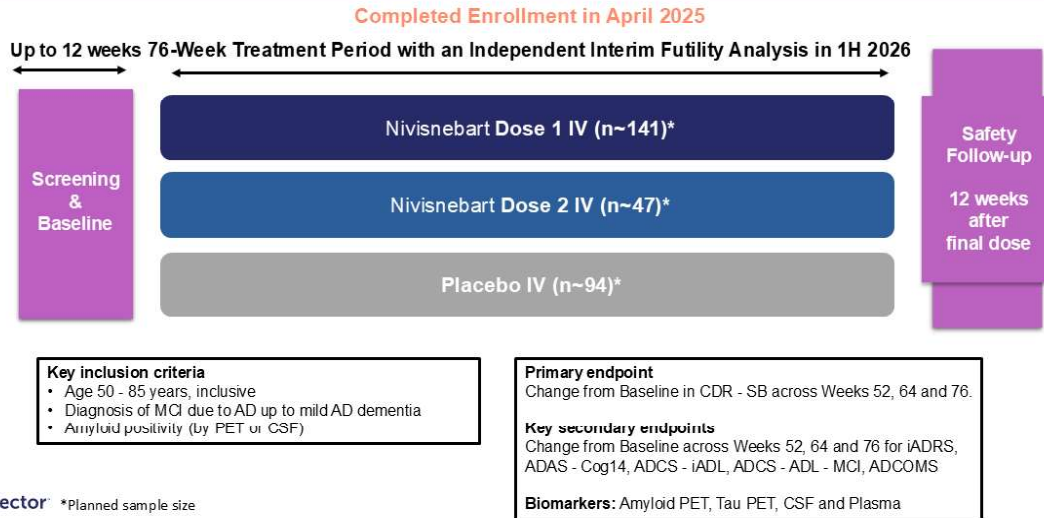 Completed Enrollment in April 2025
Up to 12 weeks 76-Week Treatment Period with an Independent Interim Futility Analysis in 1H 2026
Screening
&
Baseline
Nivisnebart Dose 1 IV (n~141)*
Nivisnebart Dose 2 IV (n~47)*
Placebo IV (n~94)*
Safety
Follow-up
12 weeks
after
final dose
Key inclusion criteria
• Age 50 - 85 years, inclusive
• Diagnosis of MCI due to AD up to mild AD dementia
• Amyloid positivity (by PET or CSF)
Primary endpoint
Change from Baseline in CDR - SB across Weeks 52, 64 and 76.
Key secondary endpoints
Change from Baseline across Weeks 52, 64 and 76 for iADRS,
ADAS - Cog14, ADCS - iADL, ADCS - ADL - MCI, ADCOMS
Biomarkers: Amyloid PET, Tau PET, CSF and Plasma
ector *Planned sample size